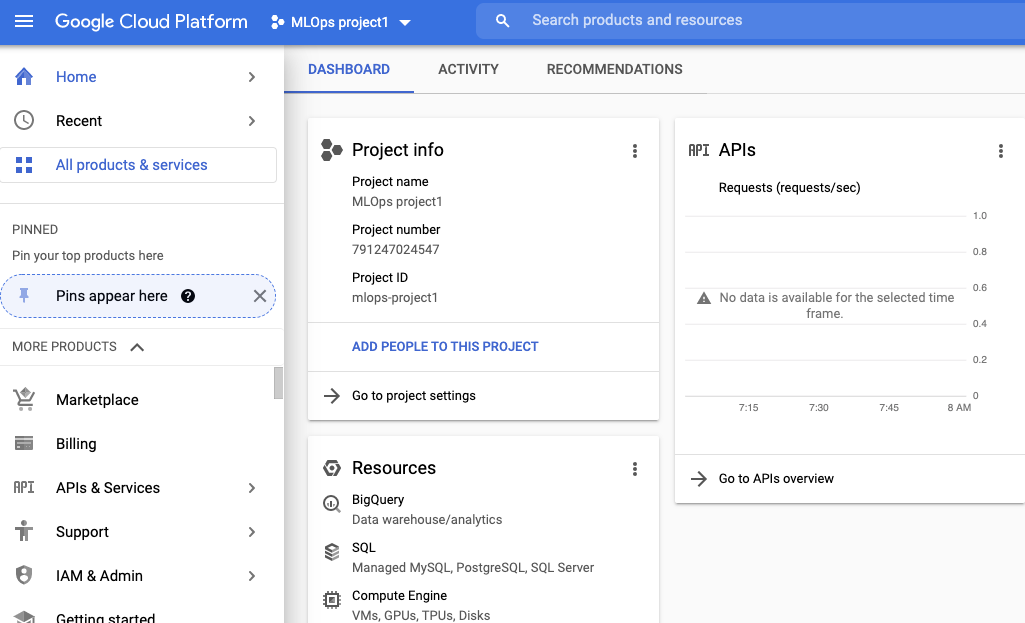 Google Cloud Platform
MLOps project1
Search products and resources
Home
Recent
All products & services
PINNED
Pin your top products here
Pins appear here
MORE PRODUCTS
Marketplace
Billing
API
APIs & Services
Support
IAM & Admin
Getting started
DASHBOARD
ACTIVITY
RECOMMENDATIONS
Project info
Project name
MLOps project1
Project number
791247024547
Project ID
mlops-project1
ADD PEOPLE TO THIS PROJECT
Go to project settings
Resources
BigQuery
Data warehouse/analytics
SQL
Managed MySQL, PostgreSQL, SQL Server
Compute Engine
VMs, GPUs, TPUs, Disks
API
APIs
Requests (requests/sec)
1.0
0.8
0.6
No data is available for the selected time
frame.
0.4
0.2
0
7:15
7:30
7:45
8 AM
Go to APIs overview